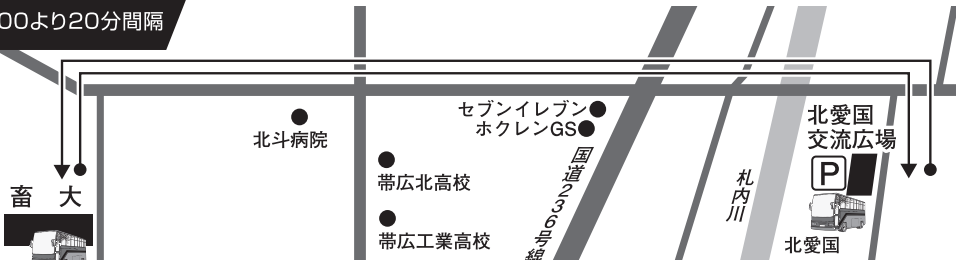 00より20分間隔
セブンイレブン
ホクレンGS
北斗病院
帯広北高校
帯広工業高校
国道236号線
札内川
北愛国
交流広場
P
北愛国
畜 大